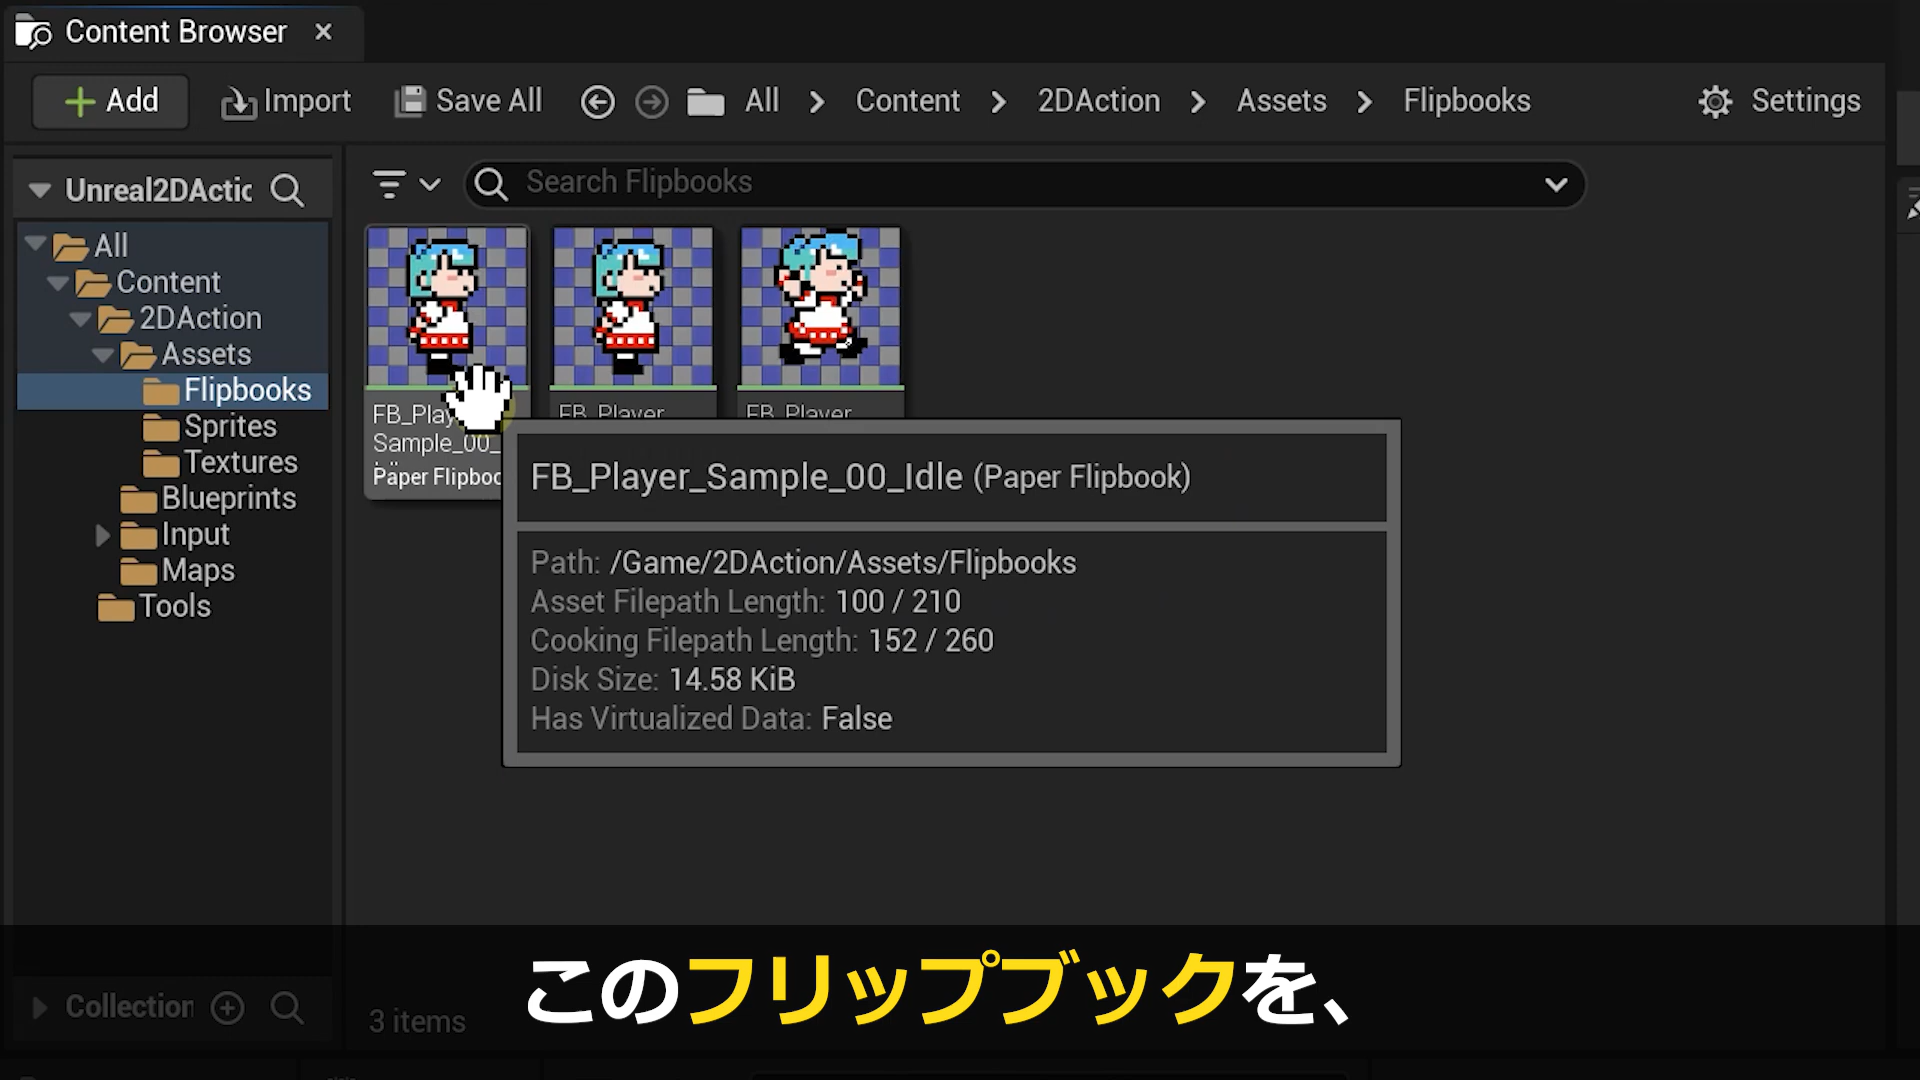 Content Browser
Add
Import
Save All
All
Content
2DAction
Assets
Flipbooks
Settings
Unreal2DActic
Search Flipbooks
All
Content
2DAction
Assets
Flipbooks
Sprites
Textures
Blueprints
Input
Maps
Tools
FB_Play
Sample_00_
Paper Flipboo
FB_Player
FB_Player
FB_Player_Sample_00_Idle (Paper Flipbook)
Path: /Game/2DAction/Assets/Flipbooks
Asset Filepath Length: 100 / 210
Cooking Filepath Length: 152 / 260
Disk Size: 14.58 KiB
Has Virtualized Data: False
Collection
3 items
このフリップブックを、